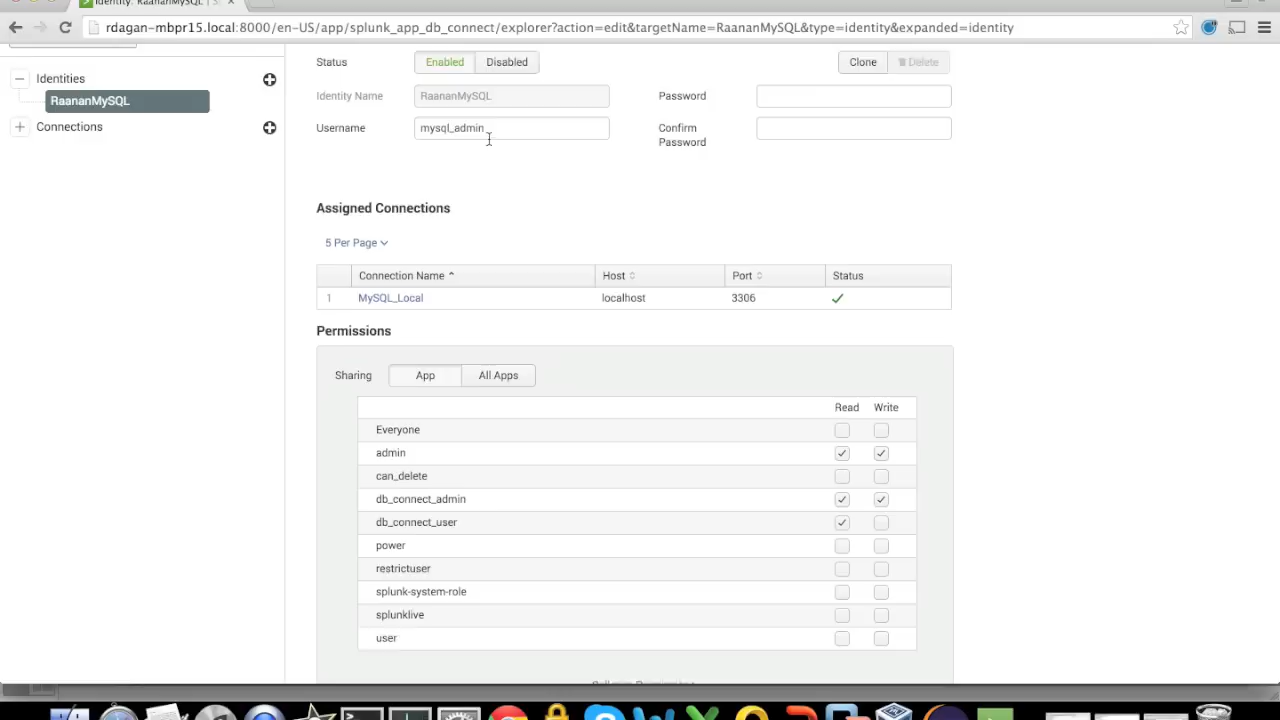 Identity: RaananMySQL | S
rdagan-mbpr15.local:8000/en-US/app/splunk_app_db_connect/explorer?action=edit&targetName=RaananMySQL&type=identity&expanded=identity
Identities
RaananMySQL
Connections
Status Enabled Disabled Clone Delete
Identity Name RaananMySQL Password
Username mysql_admin Confirm
Password
Assigned Connections
5 Per Page
Connection Name Host Port Status
1 MySQL_Local localhost 3306
Permissions
Sharing App All Apps
Read Write
Everyone
admin
can_delete
db_connect_admin
db_connect_user
power
restrictuser
splunk-system-role
splunklive
user